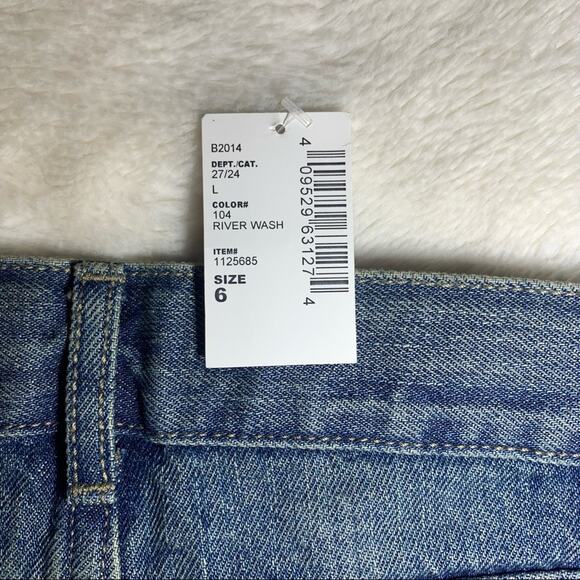 B2014
DEPT./CAT.
27/24
L
COLOR#
104
RIVER WASH
ITEM#
1125685
SIZE
6
4 09529 63127 4